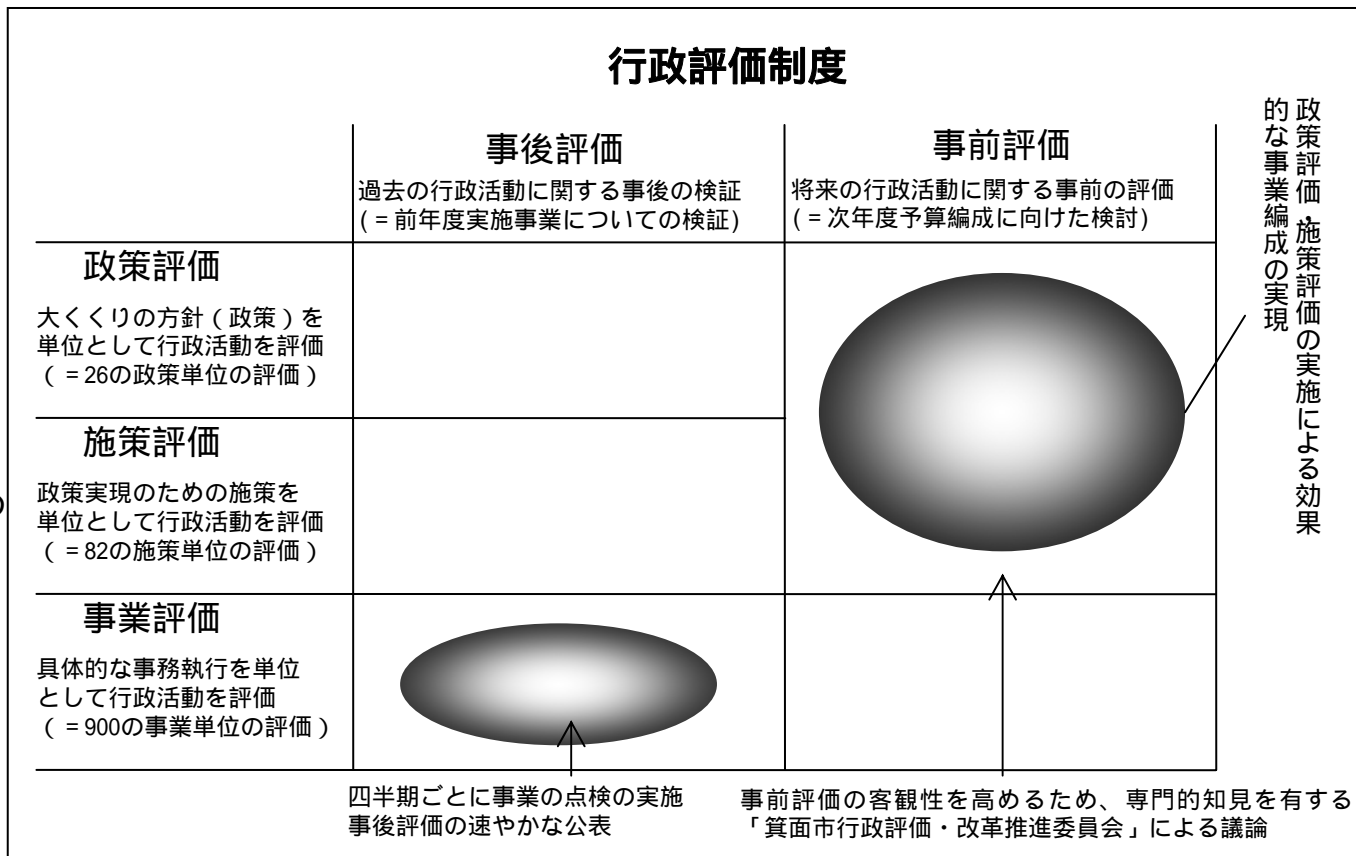 行政評価制度
事後評価
過去の行政活動に関する事後の検証
(=前年度実施事業についての検証)
事前評価
将来の行政活動に関する事前の評価
(=次年度予算編成に向けた検討)
政策評価
大くくりの方針(政策)を
単位として行政活動を評価
(=26の政策単位の評価)
施策評価
政策実現のための施策を
単位として行政活動を評価
(=82の施策単位の評価)
事業評価
具体的な事務執行を単位
として行政活動を評価
(=900の事業単位の評価)
政策評価,施策評価の実施による効果
的な事業編成の実現
四半期ごとに事業の点検の実施
事後評価の速やかな公表
事前評価の客観性を高めるため、専門的知見を有する
「箕面市行政評価・改革推進委員会」による議論